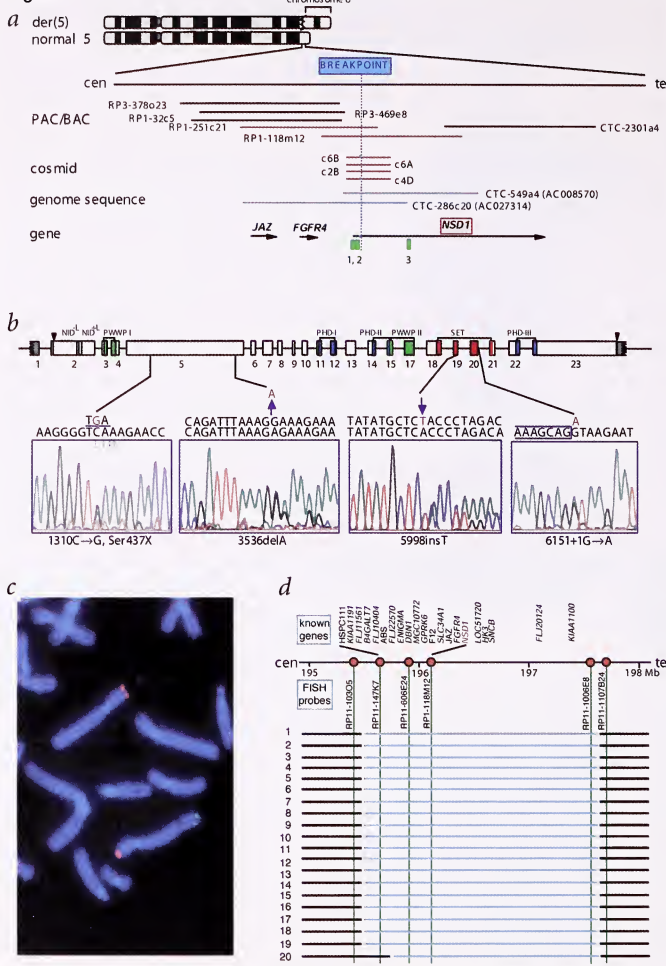 a
der(5)
normal 5
BREAKPOINT
cen
te
PAC/BAC
RP3-378o23
RP1-32c5
RP1-251c21
RP3-469e8
RP1-118m12
CTC-2301a4
cosmid
c6B
c6A
c2B
c4D
genome sequence
CTC-549a4 (AC008570)
CTC-286c20 (AC027314)
gene
JAZ
FGFR4
NSD1
1, 2
3
b
NID-L NID+L PWWP I PHD-I PHD-II PWWP II SET PHD-III
1 2 3 4 5 6 7 8 9 10 11 12 13 14 15 17 18 19 20 21 22 23
TGA
AAGGGGTCAAAGAACC
1310C→G, Ser437X
A
CAGATTTAAAGGAAAGAAA
CAGATTTAAAGAGAAAGAA
3536delA
TATATGCTCTACCCTAGAC
TATATGCTCACCCTAGACA
5998insT
A
AAAGCAGGTAAGAAT
6151+1G→A
c
d
known
genes
HSPC111
KIAA1191
FLJ11561
B4GALT7
FLJ10404
ABS
FLJ22570
ENIGMA
DBN1
MGC10772
GPRK6
F12
SLC34A1
JAZ
FGFR4
NSD1
LOC51720
HK3
SNCB
FLJ20124
KIAA1100
cen
te
195
196
197
198 Mb
FISH
probes
RP11-103O5
RP11-147K7
RP11-606E24
RP1-118M12
RP11-1006E8
RP11-1107B24
1
2
3
4
5
6
7
8
9
10
11
12
13
14
15
16
17
18
19
20